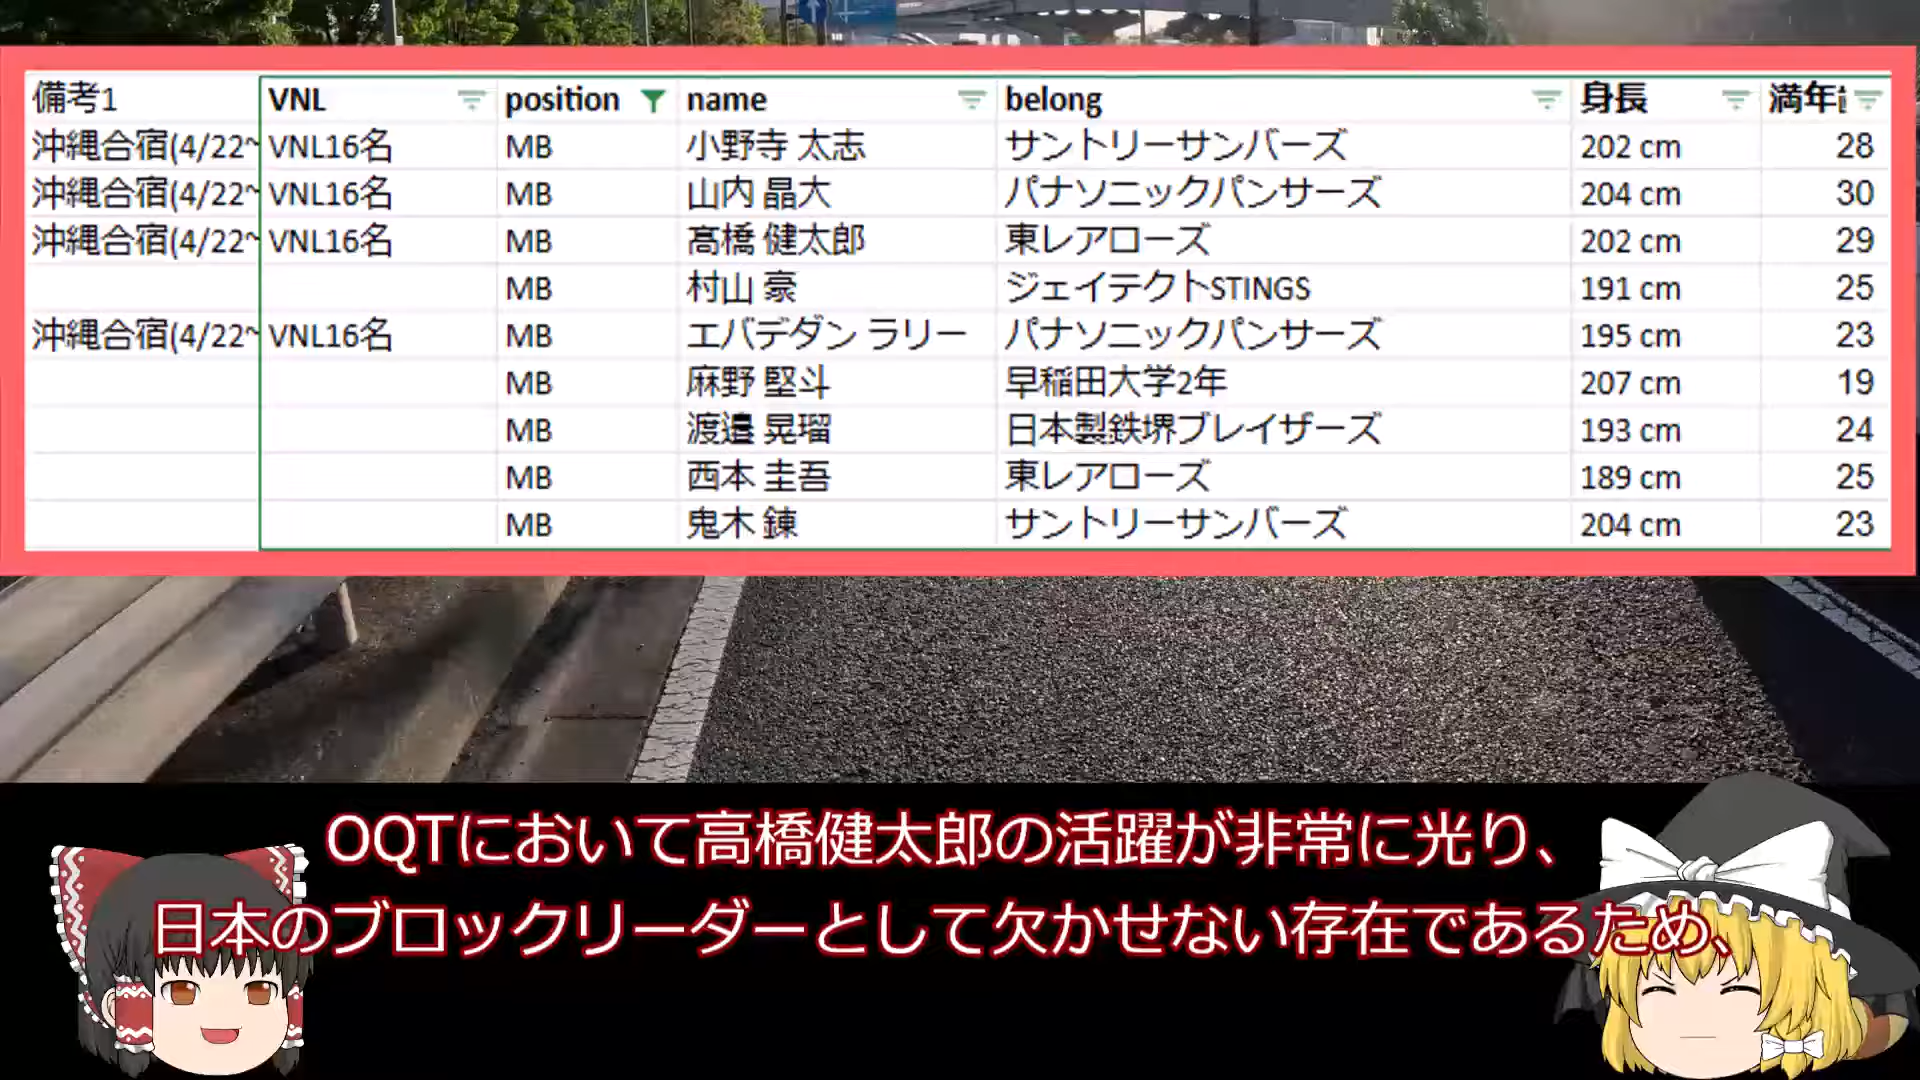 備考1 VNL position name belong 身長 満年
沖縄合宿(4/22~ VNL16名 MB 小野寺 太志 サントリーサンバーズ 202 cm 28
沖縄合宿(4/22~ VNL16名 MB 山内 晶大 パナソニックパンサーズ 204 cm 30
沖縄合宿(4/22~ VNL16名 MB 髙橋 健太郎 東レアローズ 202 cm 29
MB 村山 豪 ジェイテクトSTINGS 191 cm 25
沖縄合宿(4/22~ VNL16名 MB エバデダン ラリー パナソニックパンサーズ 195 cm 23
MB 麻野 堅斗 早稲田大学2年 207 cm 19
MB 渡邉 晃瑠 日本製鉄堺ブレイザーズ 193 cm 24
MB 西本 圭吾 東レアローズ 189 cm 25
MB 鬼木 錬 サントリーサンバーズ 204 cm 23
OQTにおいて高橋健太郎の活躍が非常に光り、
日本のブロックリーダーとして欠かせない存在であるため、